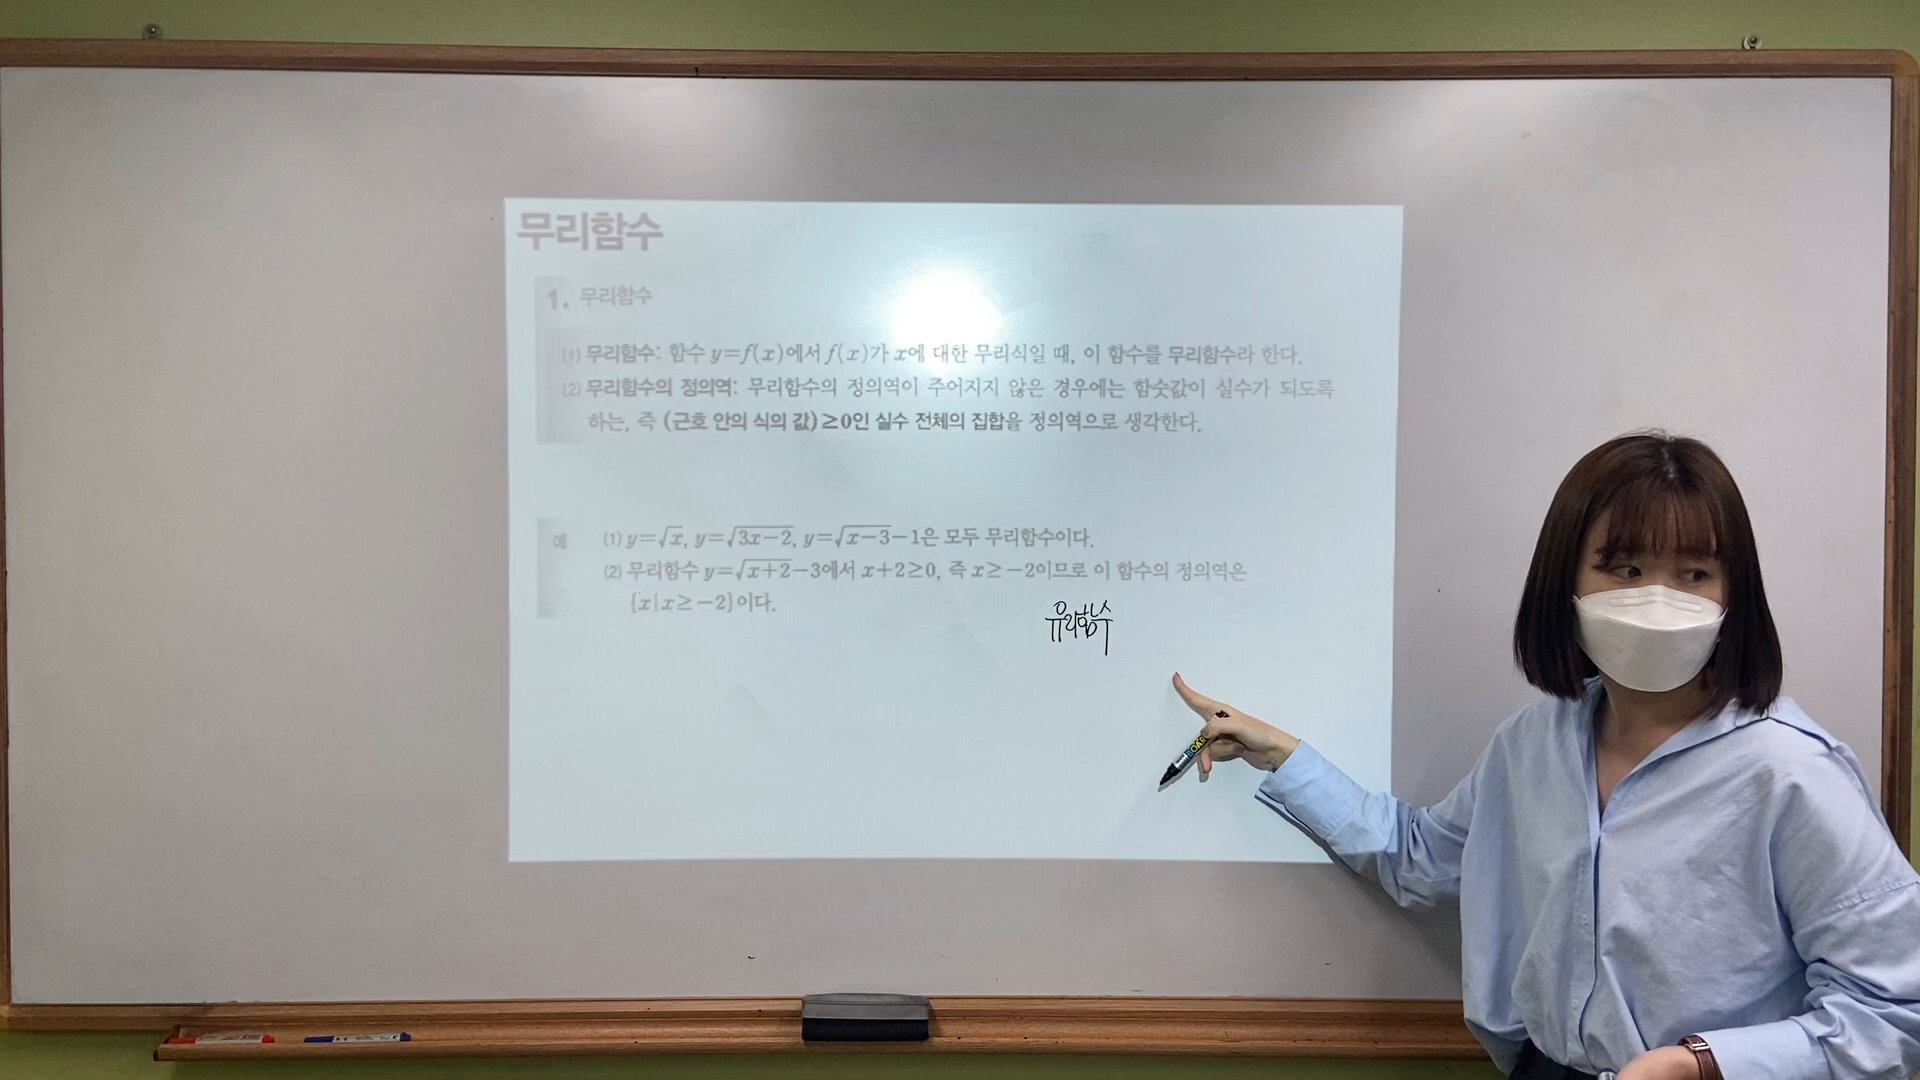 무리함수
1. 무리함수
(1) 무리함수: 함수 y=f(x)에서 f(x)가 x에 대한 무리식일 때, 이 함수를 무리함수라 한다.
(2) 무리함수의 정의역: 무리함수의 정의역이 주어지지 않은 경우에는 함숫값이 실수가 되도록
하는, 즉 (근호 안의 식의 값)≥0인 실수 전체의 집합을 정의역으로 생각한다.
예 (1) y=√x, y=√(3x-2), y=√(x-3)-1은 모두 무리함수이다.
(2) 무리함수 y=√(x+2)-3에서 x+2≥0, 즉 x≥-2이므로 이 함수의 정의역은
{x|x≥-2}이다.
유리함수
BOAR